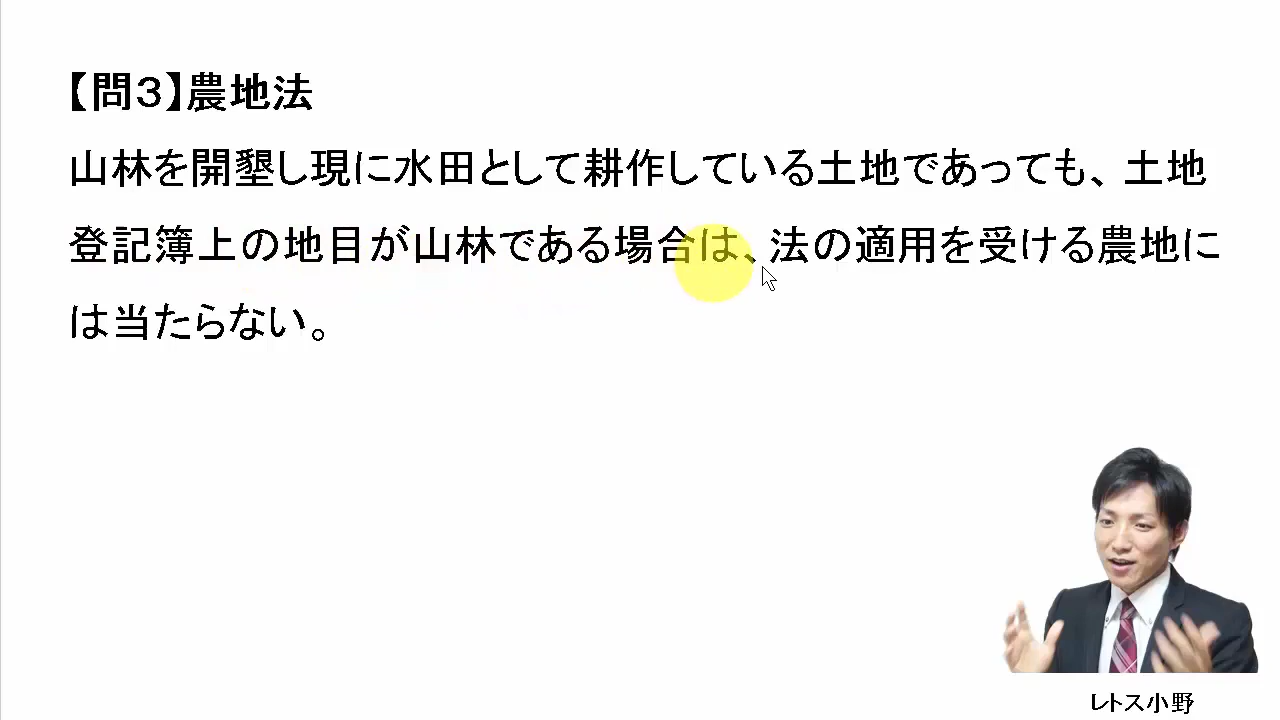 【問3】農地法
山林を開墾し現に水田として耕作している土地であっても、土地
登記簿上の地目が山林である場合は、法の適用を受ける農地に
は当たらない。
レトス小野